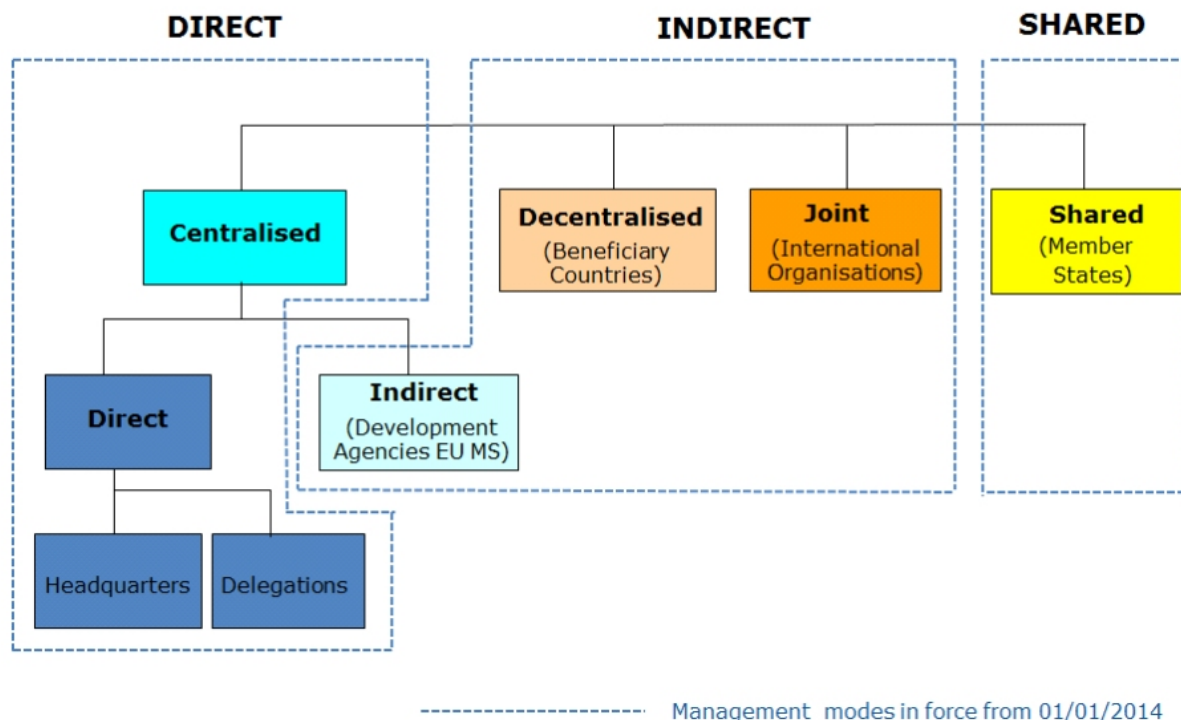 DIRECT
INDIRECT
SHARED
Centralised
Decentralised
(Beneficiary
Countries)
Joint
(International
Organisations)
Shared
(Member
States)
Direct
Indirect
(Development
Agencies EU MS)
Headquarters
Delegations
Management modes in force from 01/01/2014